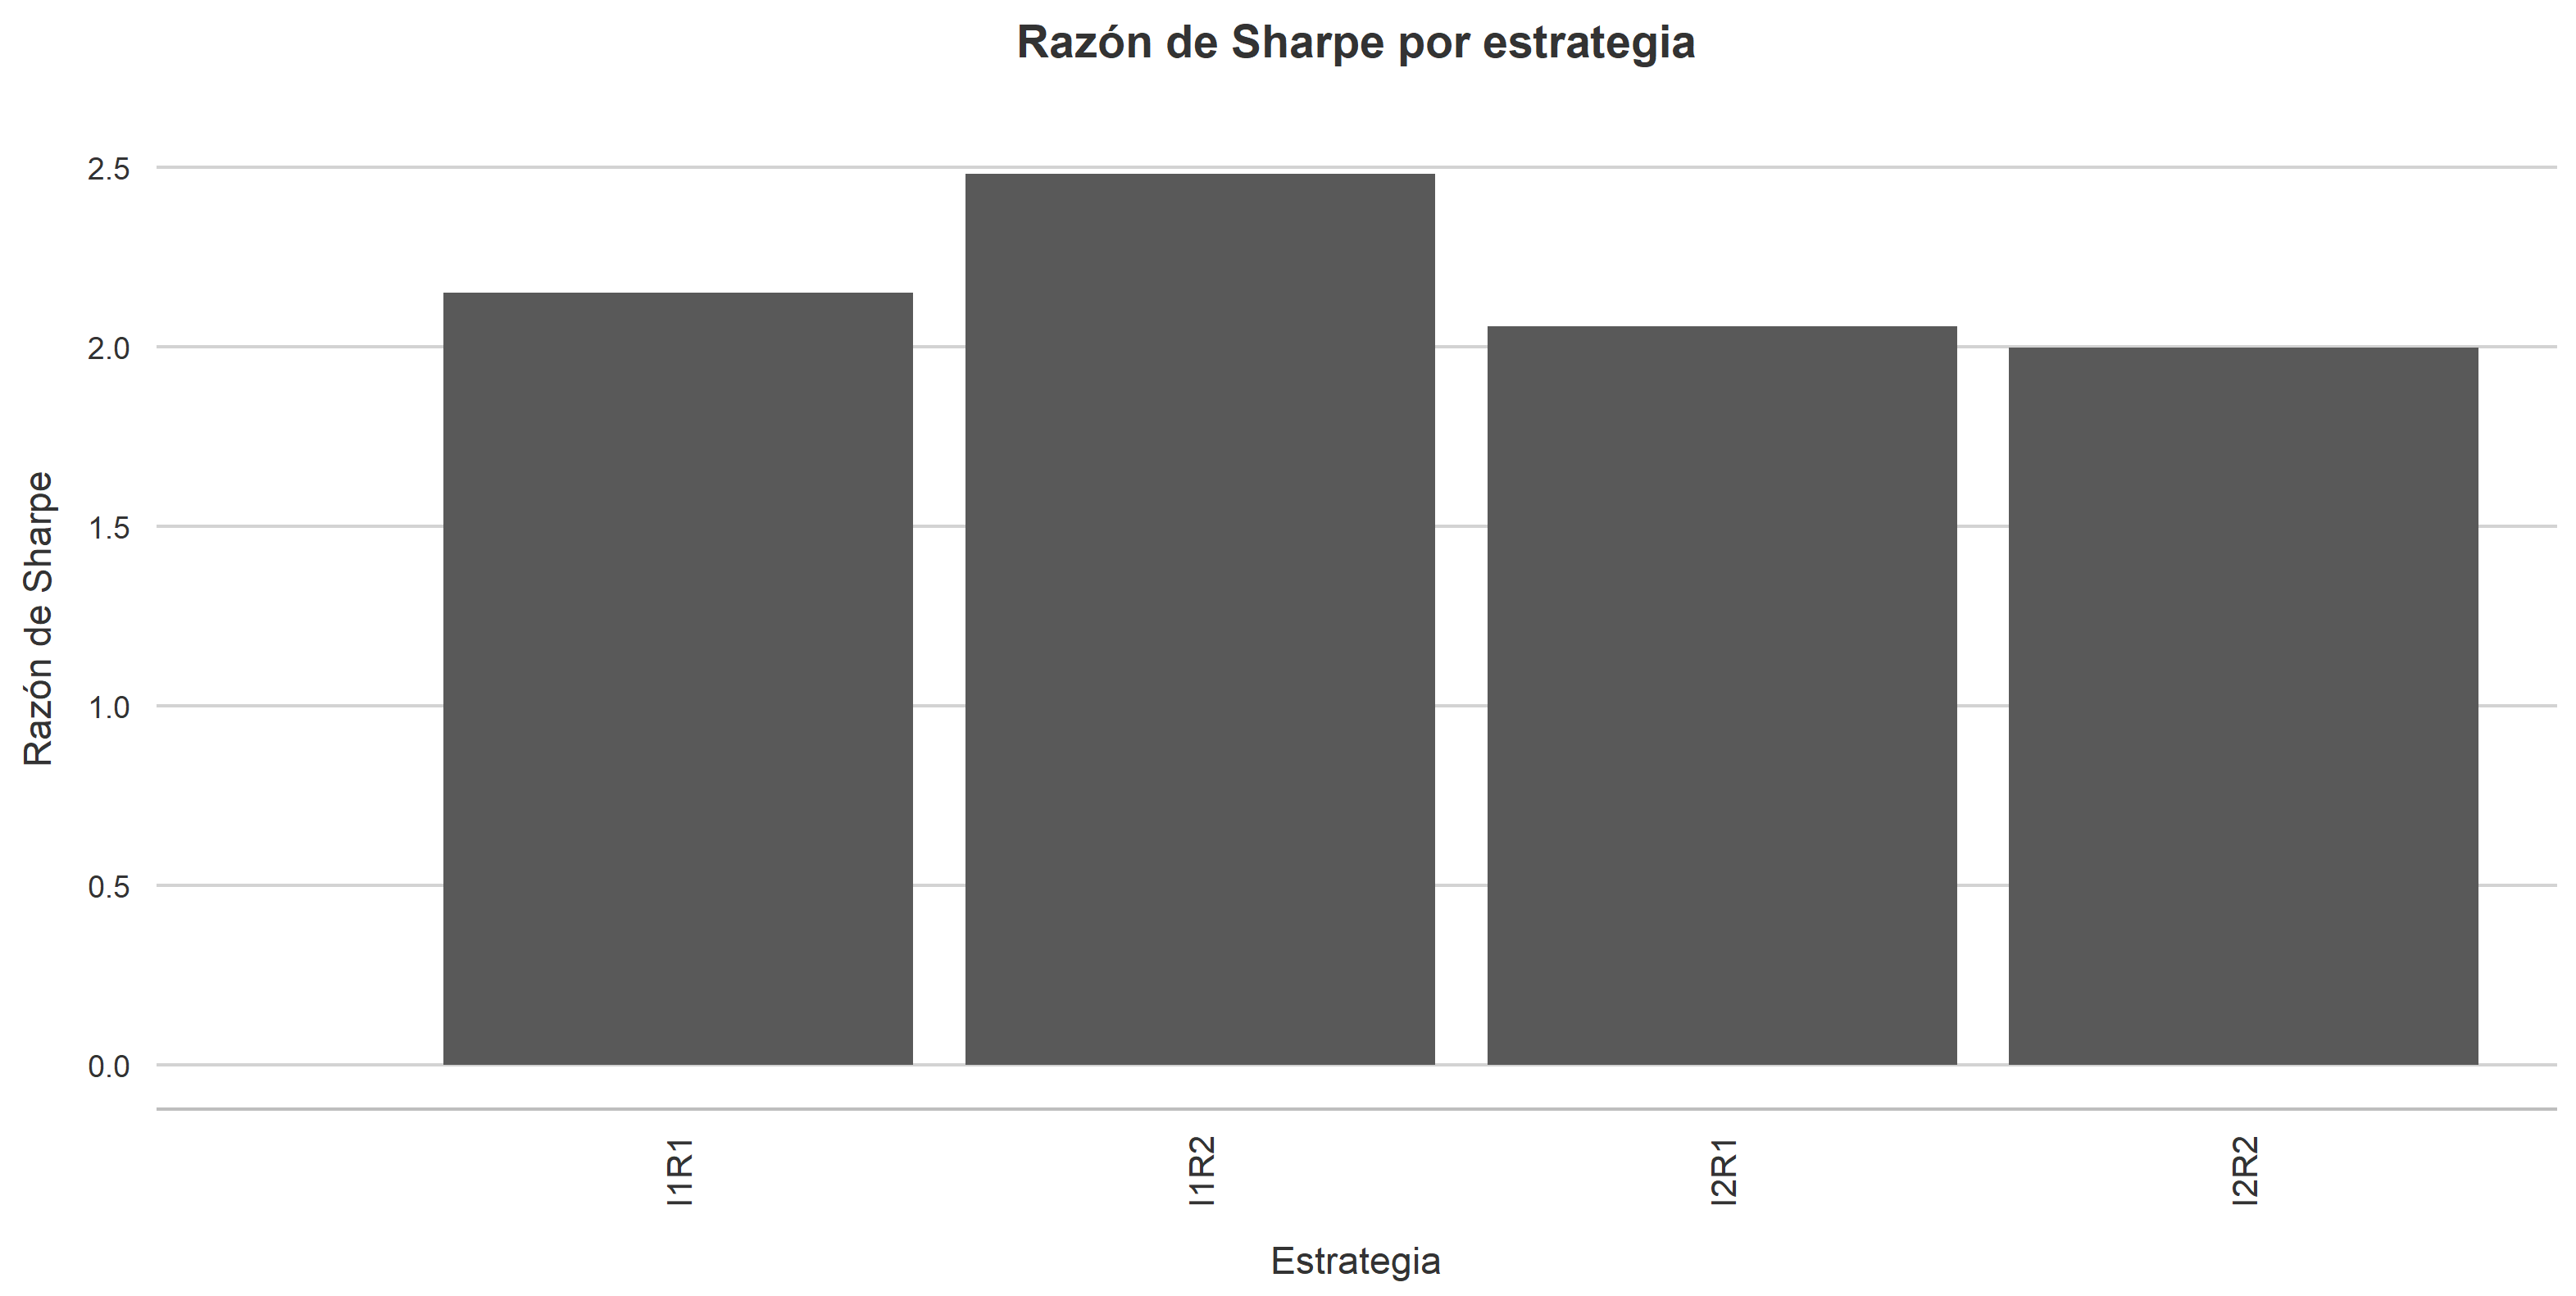 Razón de Sharpe por estrategia
Razón de Sharpe
2.5
2.0
1.5
1.0
0.5
0.0
I1R1
I1R2
I2R1
I2R2
Estrategia